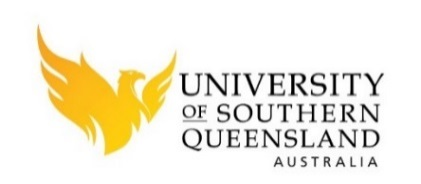 UNIVERSITY
OF SOUTHERN
QUEENSLAND
AUSTRALIA